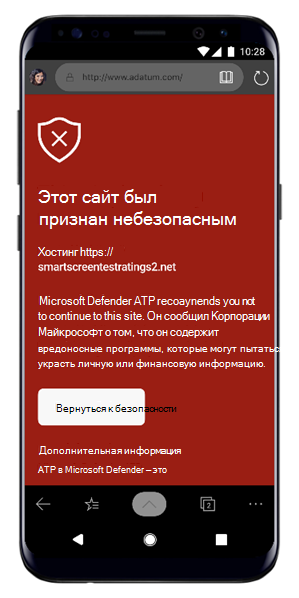 10:28
http://www.adatum.com/
Этот сайт был
признан небезопасным
Хостинг https://
smartscreentestratings2.net
Microsoft Defender ATP recoaynends you not
to continue to this site. Он сообщил Корпорации
Майкрософт о том, что он содержит
вредоносные программы, которые могут пытатьс
украсть личную или финансовую информацию.
Вернуться к безопасности
Дополнительная информация
ATP в Microsoft Defender – это
2